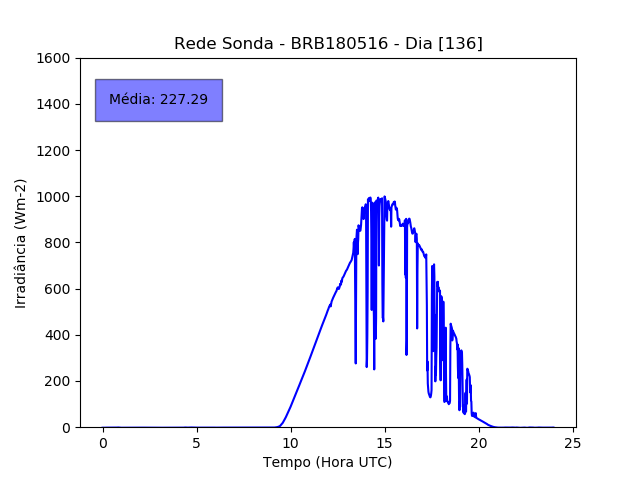 Rede Sonda - BRB180516 - Dia [136]
Média: 227.29
Irradiância (Wm-2)
1600
1400
1200
1000
800
600
400
200
0
0 5 10 15 20 25
Tempo (Hora UTC)